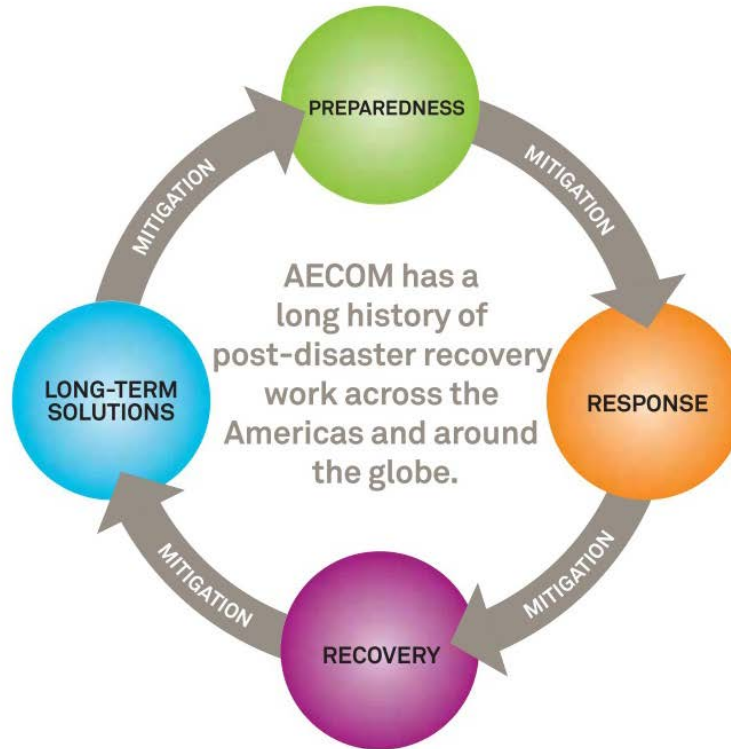 PREPAREDNESS
MITIGATION
MITIGATION
AECOM has a
long history of
post-disaster recovery
work across the
Americas and around
the globe.
LONG-TERM
SOLUTIONS
RESPONSE
MITIGATION
MITIGATION
RECOVERY